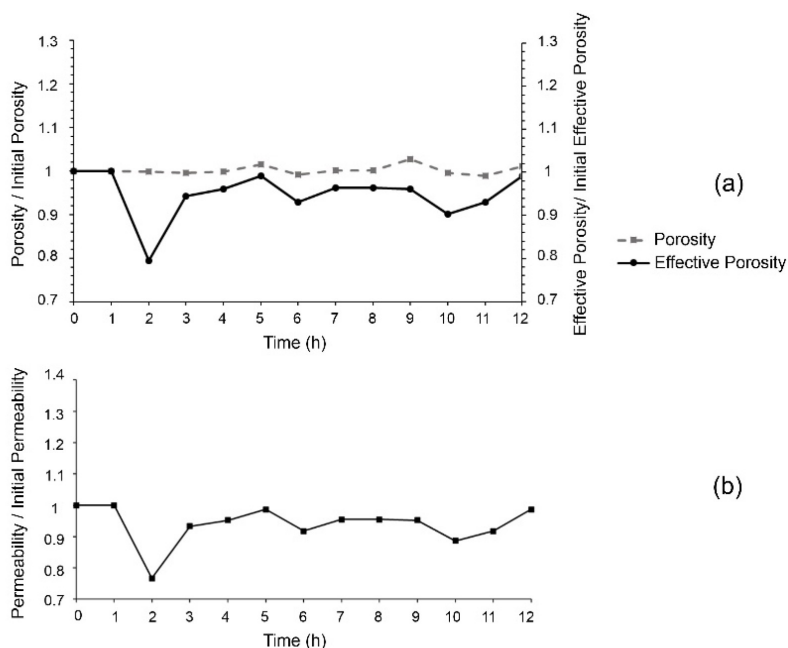 1.3 1.3
1.2 1.2
1.1 1.1
1 1
0.9 0.9
0.8 0.8
0.7 0.7
Porosity / Initial Porosity
Effective Porosity/ Initial Effective Porosity
0 1 2 3 4 5 6 7 8 9 10 11 12
Time (h)
(a)
Porosity
Effective Porosity
1.4
1.3
1.2
1.1
1
0.9
0.8
0.7
Permeability / Initial Permeability
0 1 2 3 4 5 6 7 8 9 10 11 12
Time (h)
(b)